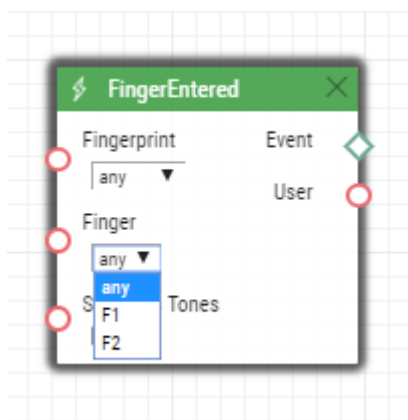 FingerEntered
Fingerprint Event
any
User
Finger
any
any
Tones
F1
F2